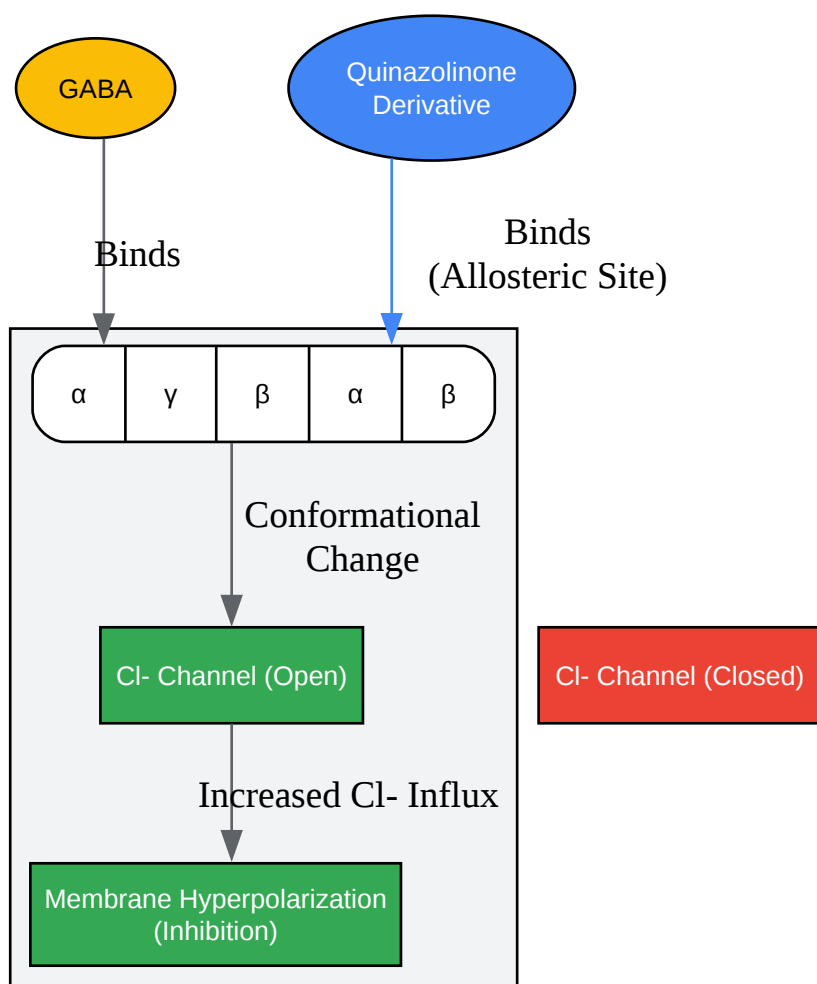 GABA
Quinazolinone
Derivative
Binds
Binds
(Allosteric Site)
α γ β α β
Conformational
Change
Cl- Channel (Open)
Cl- Channel (Closed)
Increased Cl- Influx
Membrane Hyperpolarization
(Inhibition)